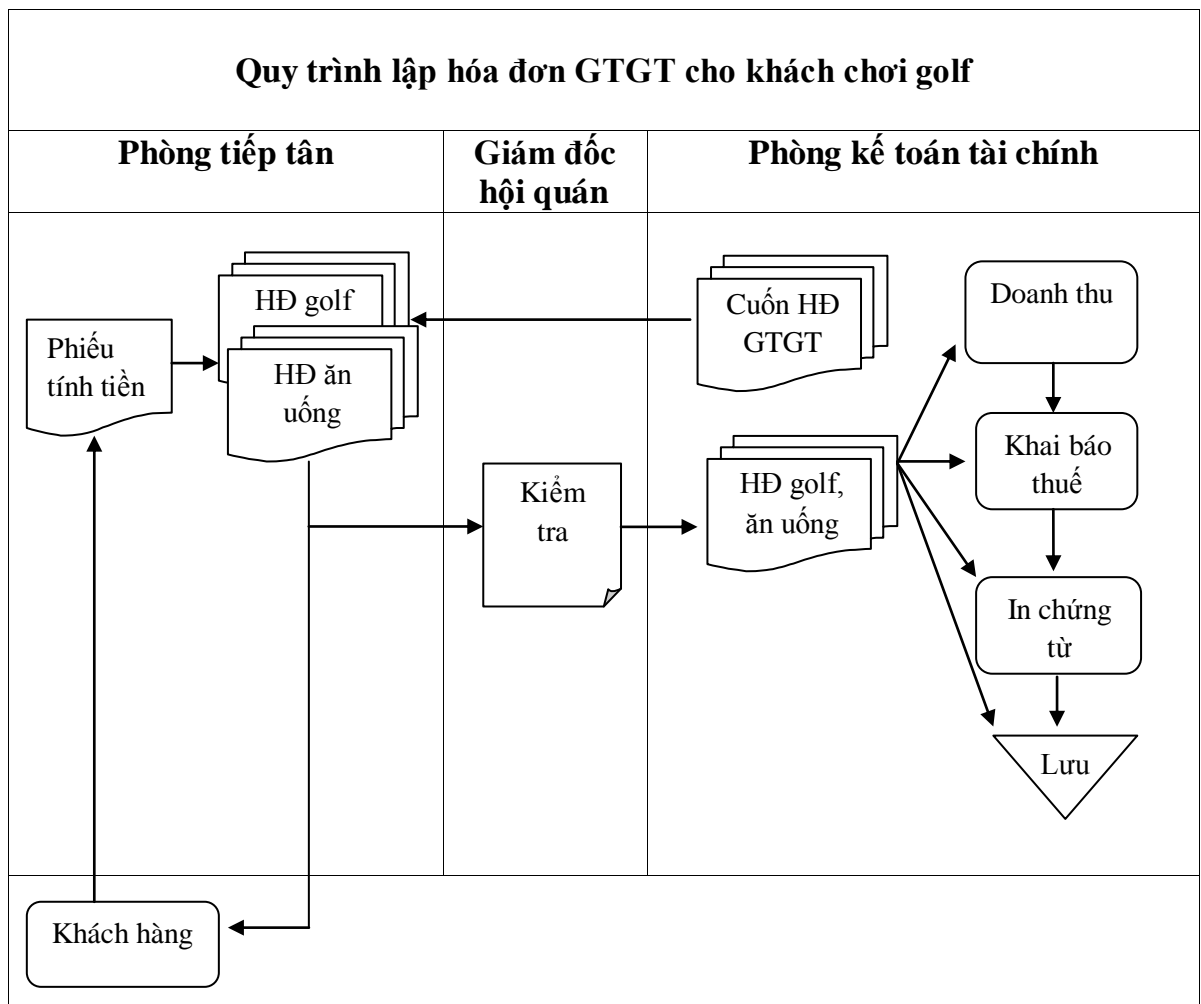 Quy trình lập hóa đơn GTGT cho khách chơi golf
Phòng tiếp tân
Giám đốc
hội quán
Phòng kế toán tài chính
Phiếu
tính tiền
HĐ golf
HĐ ăn
uống
Kiểm
tra
Cuốn HĐ
GTGT
HĐ golf,
ăn uống
Doanh thu
Khai báo
thuế
In chứng
từ
Lưu
Khách hàng